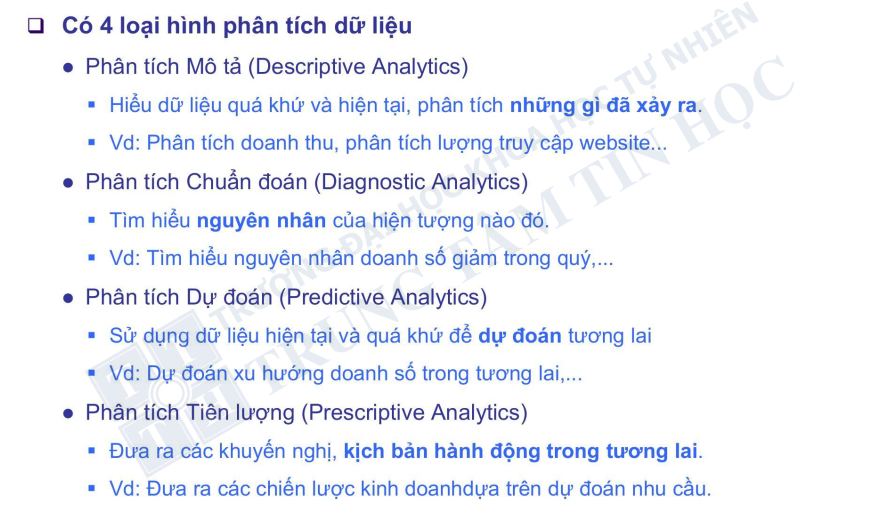 Có 4 loại hình phân tích dữ liệu
Phân tích Mô tả (Descriptive Analytics)
Hiểu dữ liệu quá khứ và hiện tại, phân tích những gì đã xảy ra.
Vd: Phân tích doanh thu, phân tích lượng truy cập website...
Phân tích Chuẩn đoán (Diagnostic Analytics)
Tìm hiểu nguyên nhân của hiện tượng nào đó.
Vd: Tìm hiểu nguyên nhân doanh số giảm trong quý,...
Phân tích Dự đoán (Predictive Analytics)
Sử dụng dữ liệu hiện tại và quá khứ để dự đoán tương lai
Vd: Dự đoán xu hướng doanh số trong tương lai,...
Phân tích Tiên lượng (Prescriptive Analytics)
Đưa ra các khuyến nghị, kịch bản hành động trong tương lai.
Vd: Đưa ra các chiến lược kinh doanhdựa trên dự đoán nhu cầu.
TRƯỜNG ĐẠI HỌC KHOA HỌC TỰ NHIÊN
TRUNG TÂM TIN HỌC